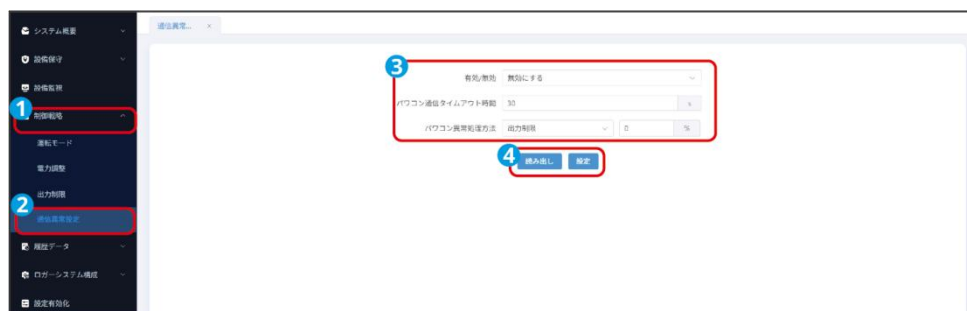 システム概要
通信異常... ×
設備保守
設備監視
1
制御戦略
運転モード
電力調整
出力制限
2
通信異常設定
履歴データ
ロガーシステム構成
設定有効化
3
有効/無効 無効にする
パワコン通信タイムアウト時間 30 s
パワコン異常処理方法 出力制限 0 %
4
読み出し 設定